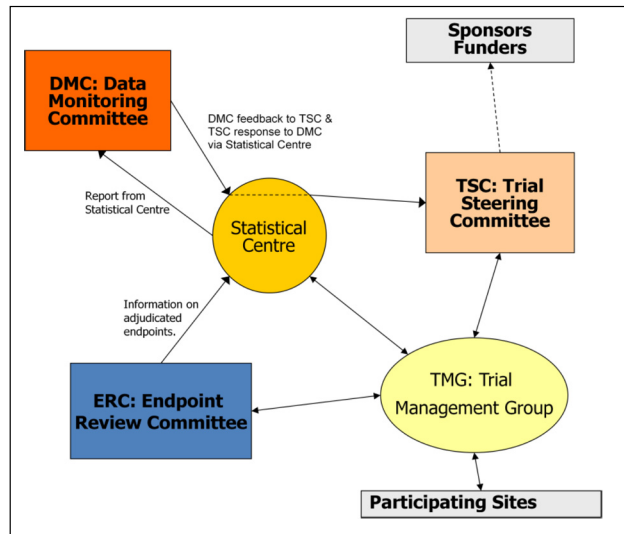 Sponsors
Funders
DMC: Data
Monitoring
Committee
DMC feedback to TSC &
TSC response to DMC
via Statistical Centre
TSC: Trial
Steering
Committee
Report from
Statistical Centre
Statistical
Centre
Information on
adjudicated
endpoints.
ERC: Endpoint
Review Committee
TMG: Trial
Management Group
Participating Sites